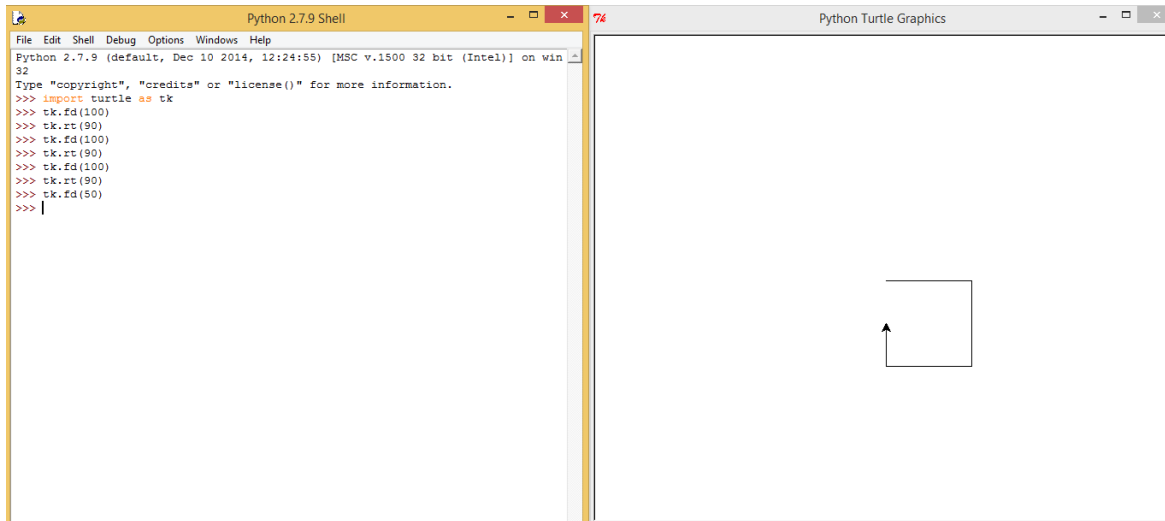 Python 2.7.9 Shell
File Edit Shell Debug Options Windows Help
Python 2.7.9 (default, Dec 10 2014, 12:24:55) [MSC v.1500 32 bit (Intel)] on win
32
Type "copyright", "credits" or "license()" for more information.
>>> import turtle as tk
>>> tk.fd(100)
>>> tk.rt(90)
>>> tk.fd(100)
>>> tk.rt(90)
>>> tk.fd(100)
>>> tk.rt(90)
>>> tk.fd(50)
>>>
Python Turtle Graphics